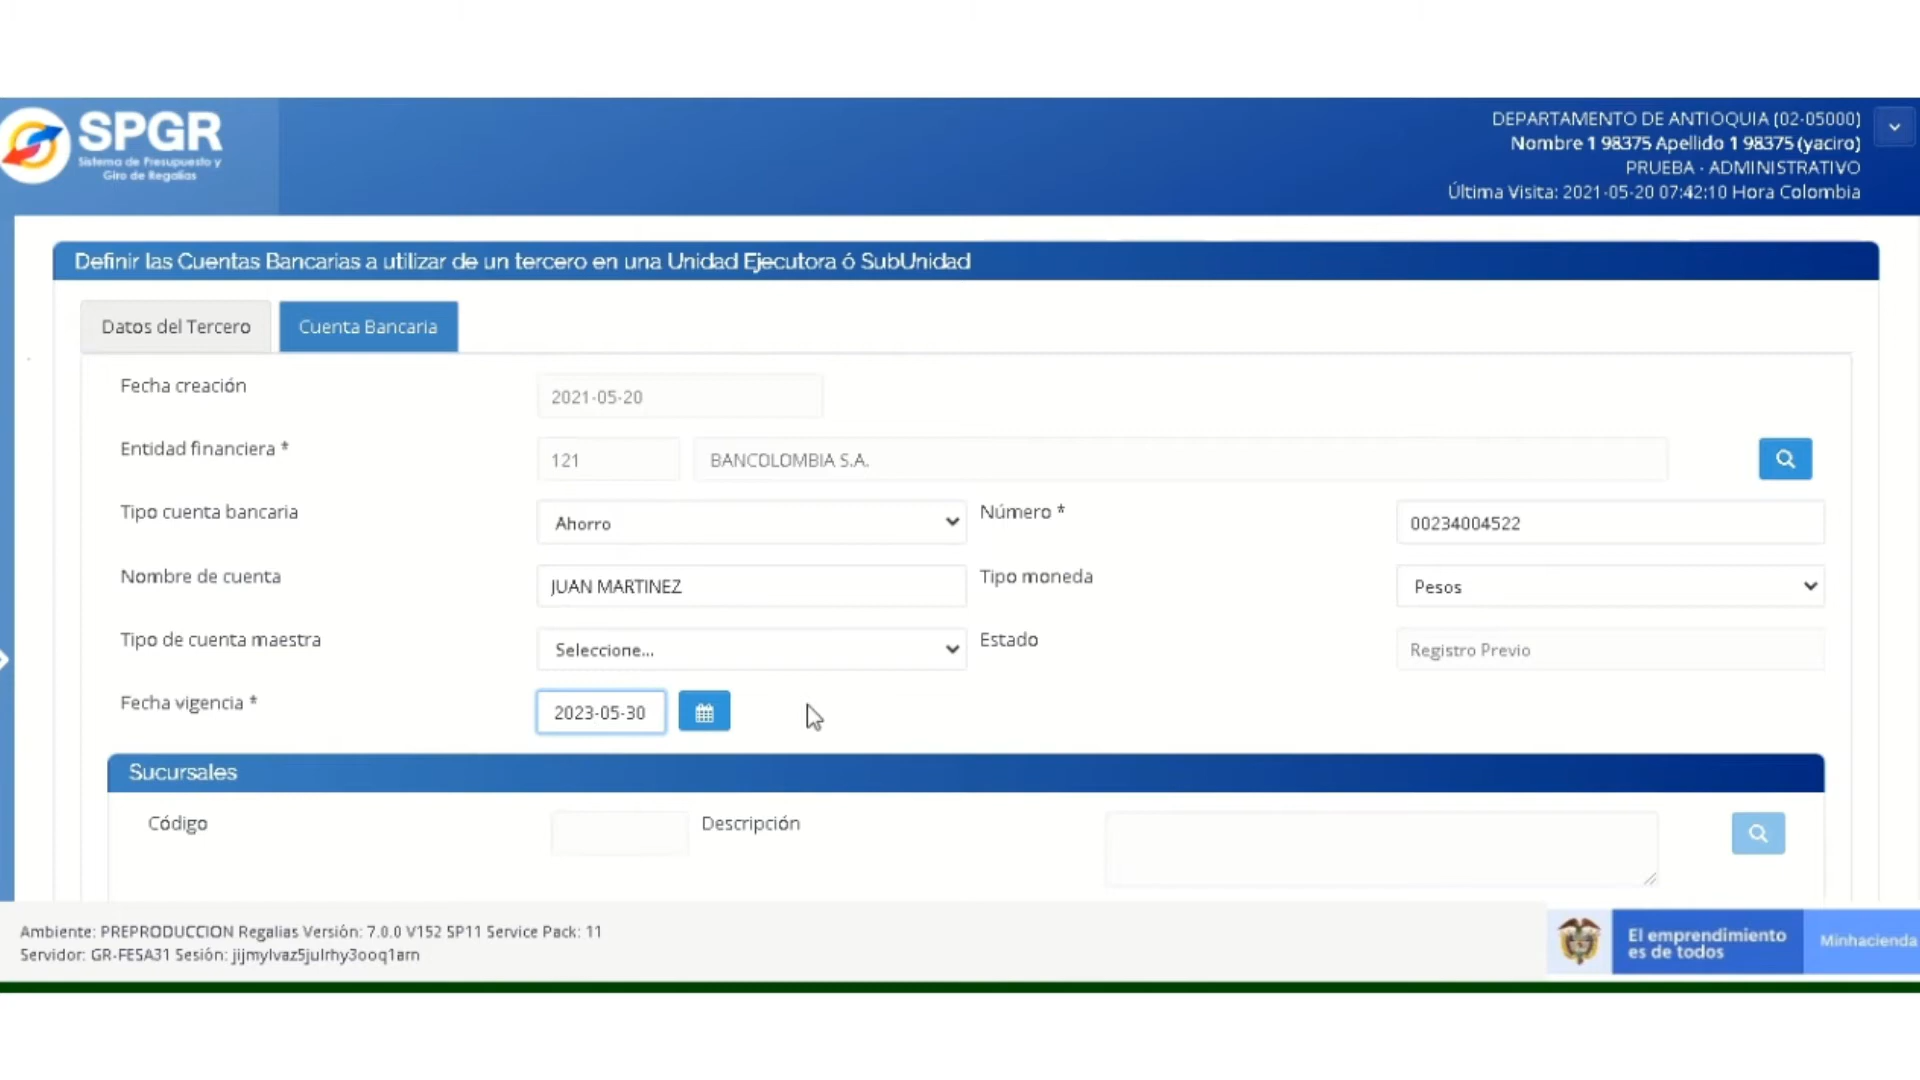 SPGR
Sistema de Presupuesto y
Giro de Regalías
DEPARTAMENTO DE ANTIOQUIA (02-05000)
Nombre 1 98375 Apellido 1 98375 (yaciro)
PRUEBA - ADMINISTRATIVO
Última Visita: 2021-05-20 07:42:10 Hora Colombia
Definir las Cuentas Bancarias a utilizar de un tercero en una Unidad Ejecutora ó SubUnidad
Datos del Tercero Cuenta Bancaria
Fecha creación 2021-05-20
Entidad financiera * 121 BANCOLOMBIA S.A.
Tipo cuenta bancaria Ahorro Número * 00234004522
Nombre de cuenta JUAN MARTINEZ Tipo moneda Pesos
Tipo de cuenta maestra Seleccione... Estado Registro Previo
Fecha vigencia * 2023-05-30
Sucursales
Código Descripción
Ambiente: PREPRODUCCION Regalias Versión: 7.0.0 V152 SP11 Service Pack: 11
Servidor: GR-FESA31 Sesión: jijmylvaz5julrhy3ooq1arn
El emprendimiento
es de todos
Minhacienda